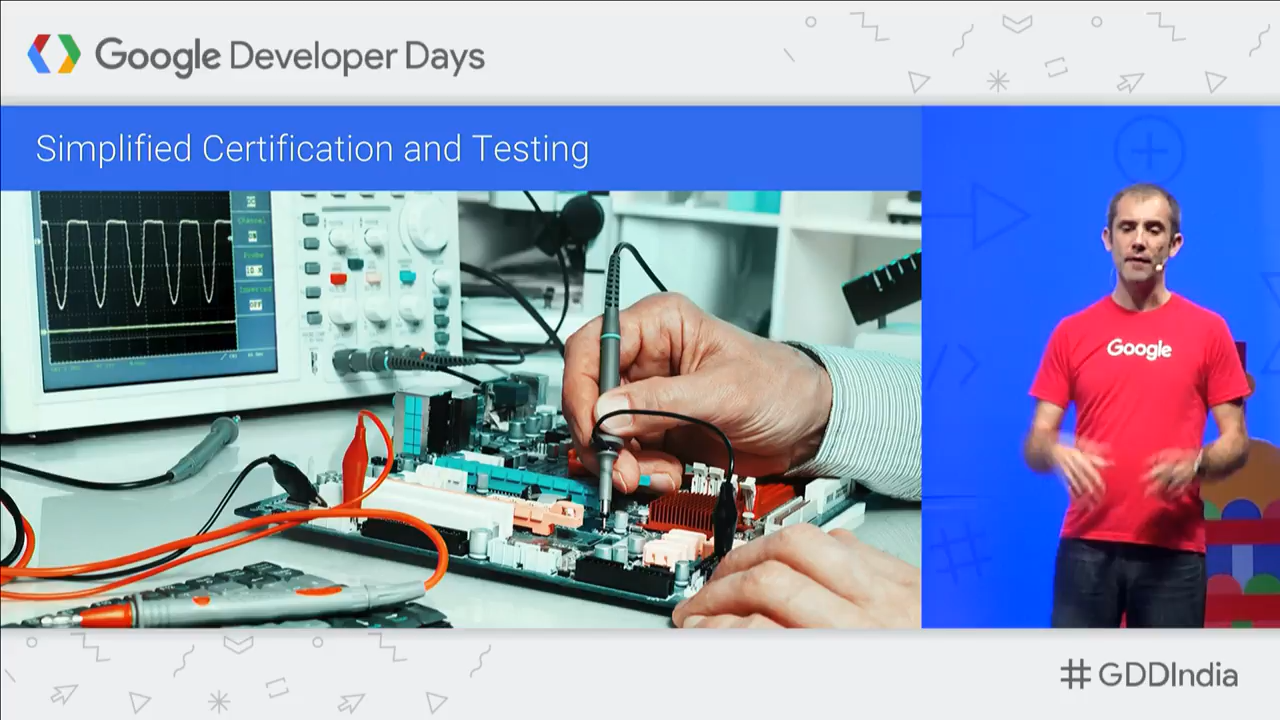 Google Developer Days
Simplified Certification and Testing
Google
#GDDIndia